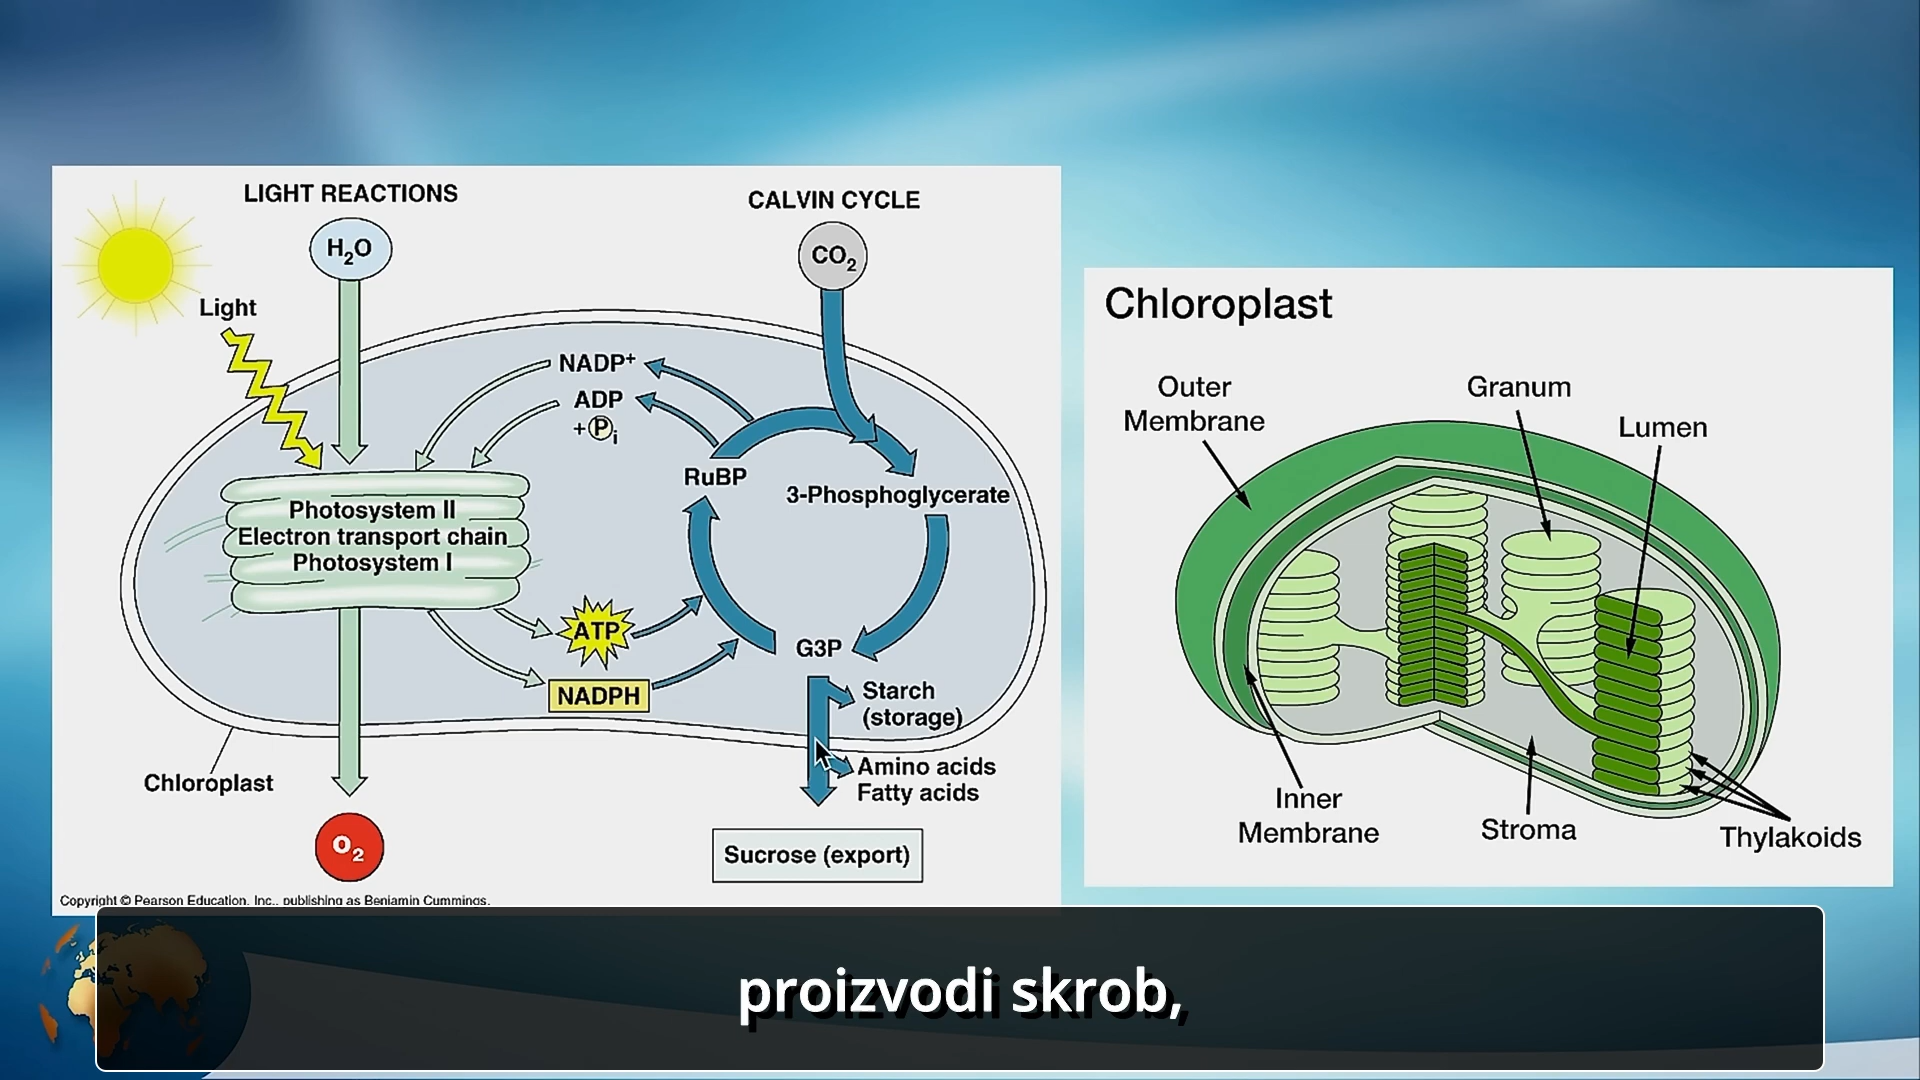 LIGHT REACTIONS
H₂O
Light
CALVIN CYCLE
CO₂
NADP⁺
ADP
+ Pᵢ
RuBP
3-Phosphoglycerate
Photosystem II
Electron transport chain
Photosystem I
ATP
NADPH
G3P
Starch
(storage)
Amino acids
Fatty acids
Chloroplast
O₂
Sucrose (export)
Copyright © Pearson Education, Inc., publishing as Benjamin Cummings.
Chloroplast
Outer
Membrane
Granum
Lumen
Inner
Membrane
Stroma
Thylakoids
proizvodi skrob,